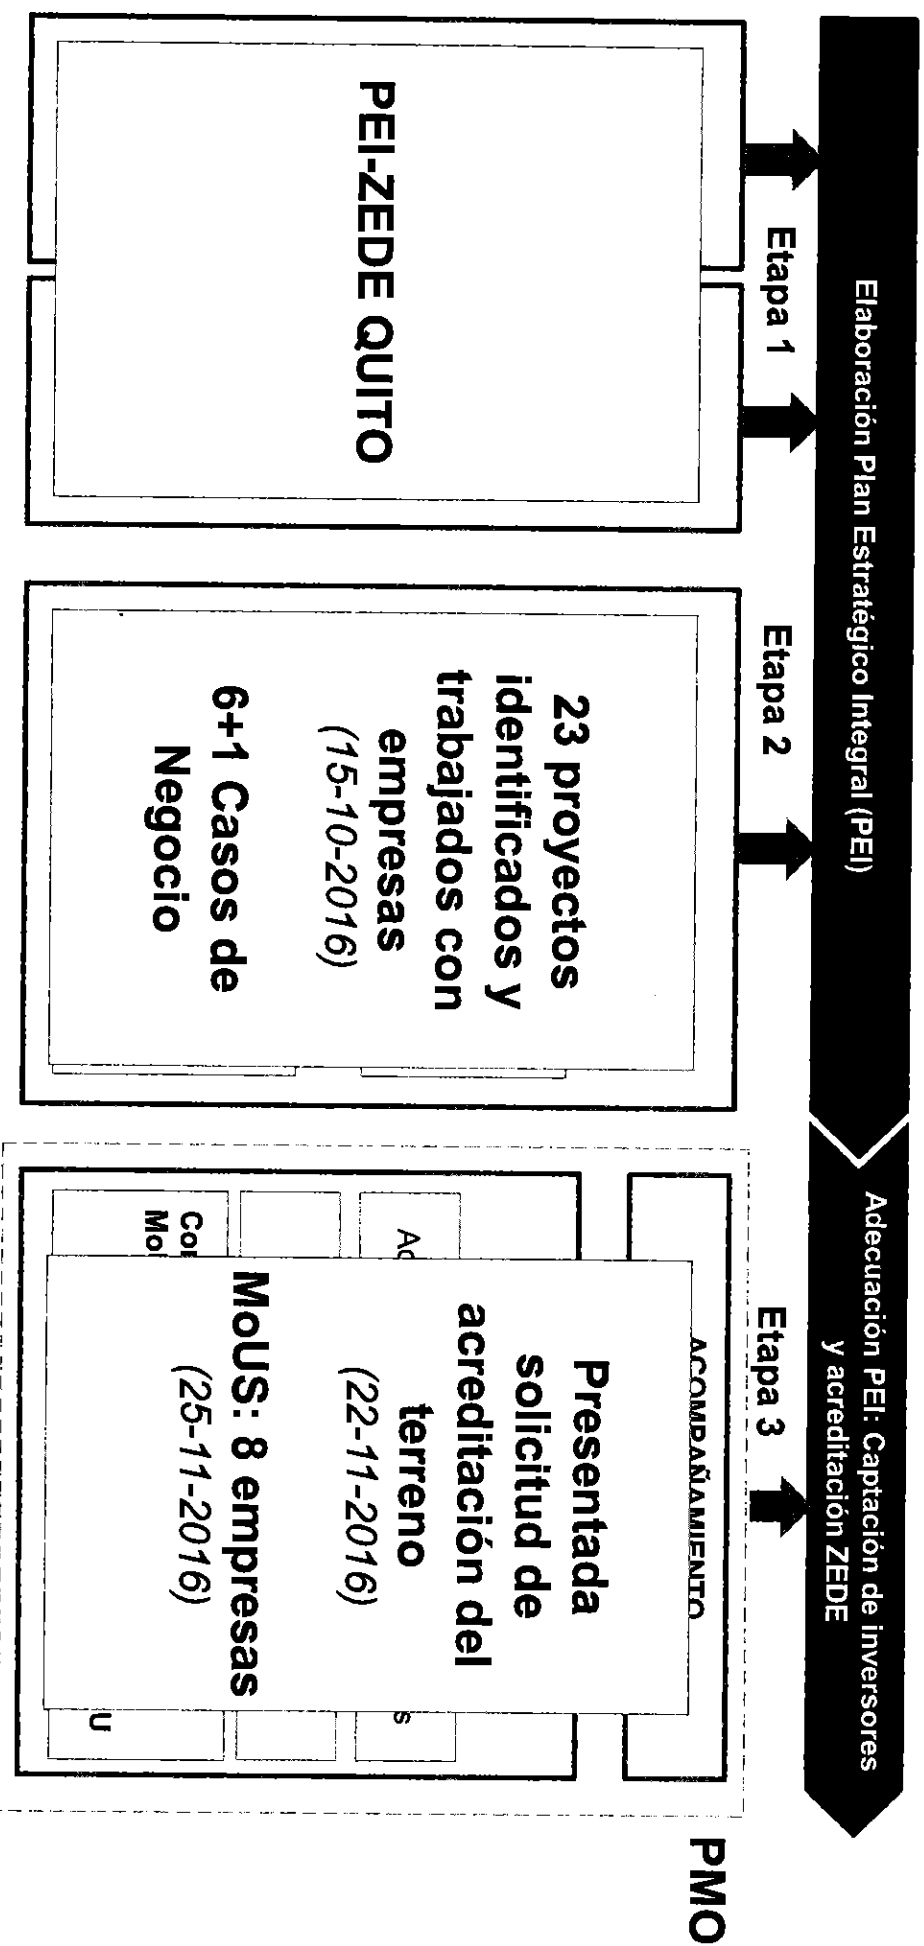 Elaboración Plan Estratégico Integral (PEI)
Adecuación PEI: Captación de inversores
y acreditación ZEDE
Etapa 1
Etapa 2
Etapa 3
PEI-ZEDE QUITO
23 proyectos
identificados y
trabajados con
empresas
(15-10-2016)
6+1 Casos de
Negocio
ACOMPAÑAMIENTO
Presentada
solicitud de
acreditación del
terreno
(22-11-2016)
MoUS: 8 empresas
(25-11-2016)
PMO